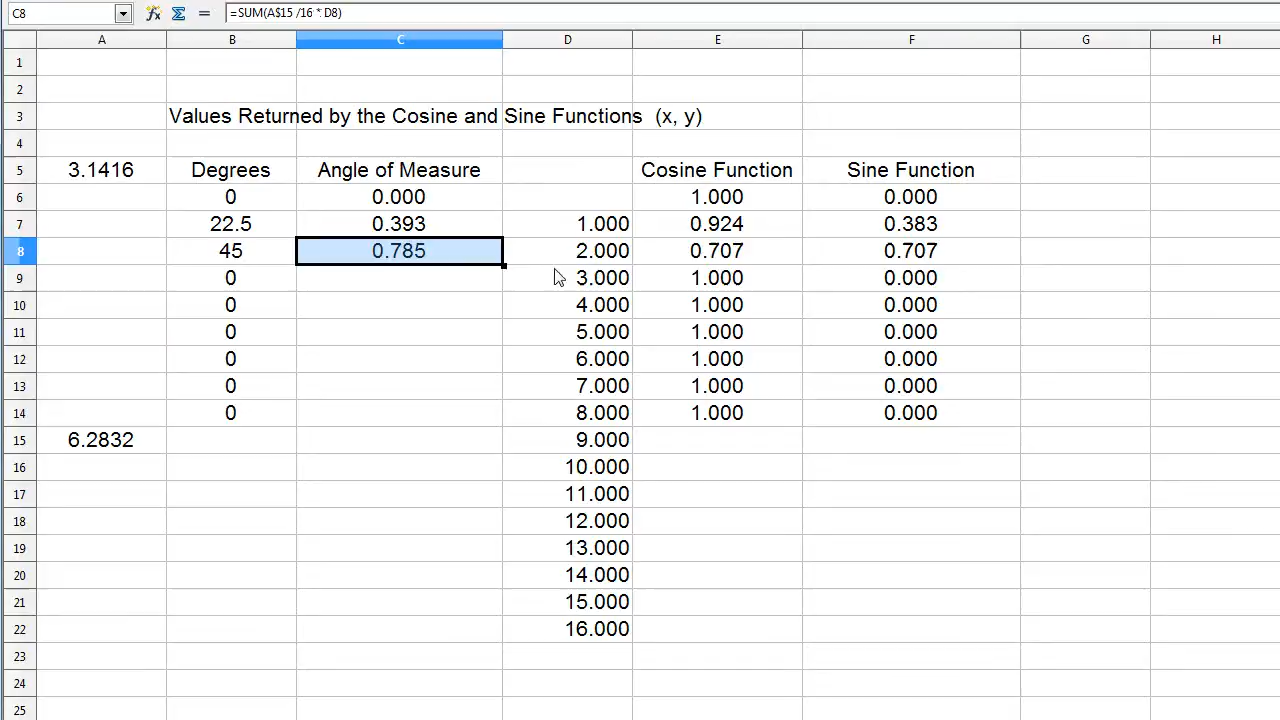 C8 =SUM(A$15 /16 * D8)
A B C D E F G H
1
2
3 Values Returned by the Cosine and Sine Functions (x, y)
4
5 3.1416 Degrees Angle of Measure Cosine Function Sine Function
6 0 0.000 1.000 0.000
7 22.5 0.393 1.000 0.924 0.383
8 45 0.785 2.000 0.707 0.707
9 0 3.000 1.000 0.000
10 0 4.000 1.000 0.000
11 0 5.000 1.000 0.000
12 0 6.000 1.000 0.000
13 0 7.000 1.000 0.000
14 0 8.000 1.000 0.000
15 6.2832 9.000
16 10.000
17 11.000
18 12.000
19 13.000
20 14.000
21 15.000
22 16.000
23
24
25